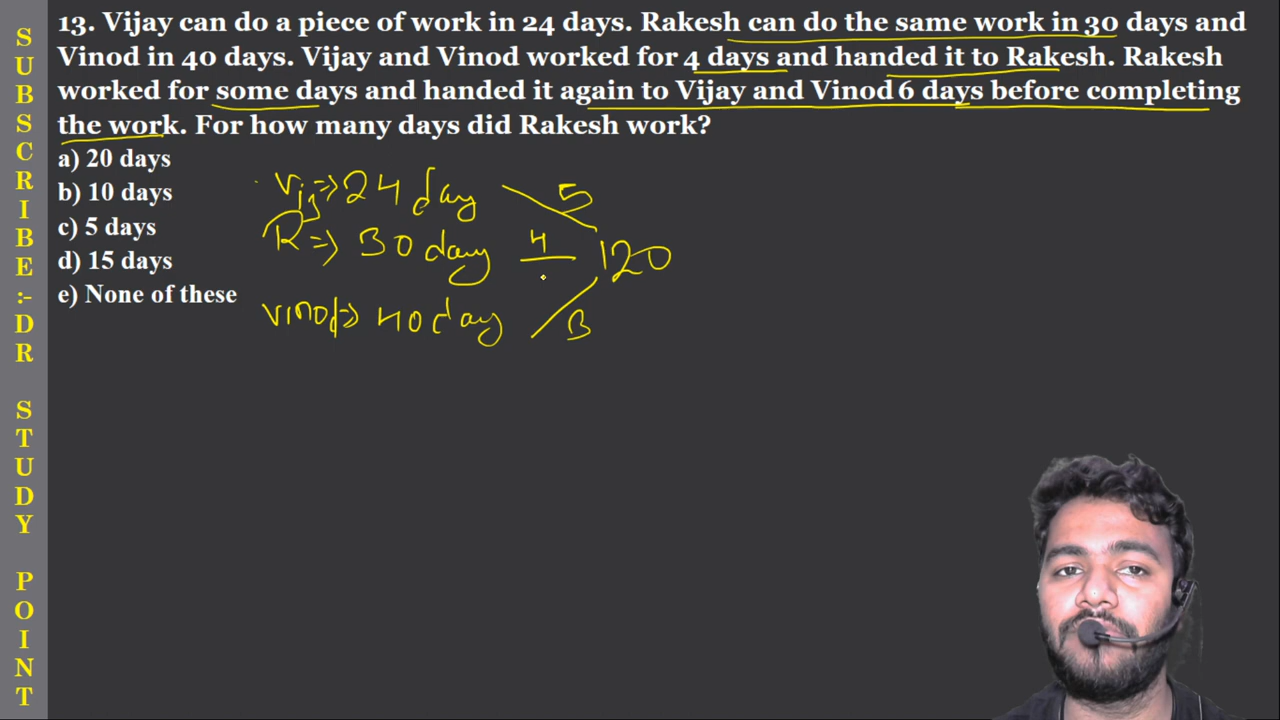 SUBSCRIBE:-DR STUDY POINT
13. Vijay can do a piece of work in 24 days. Rakesh can do the same work in 30 days and
Vinod in 40 days. Vijay and Vinod worked for 4 days and handed it to Rakesh. Rakesh
worked for some days and handed it again to Vijay and Vinod 6 days before completing
the work. For how many days did Rakesh work?
a) 20 days
b) 10 days
c) 5 days
d) 15 days
e) None of these
Vij⇒ 24 day 5
R⇒ 30 day 4 120
Vinod⇒ 40 day 3